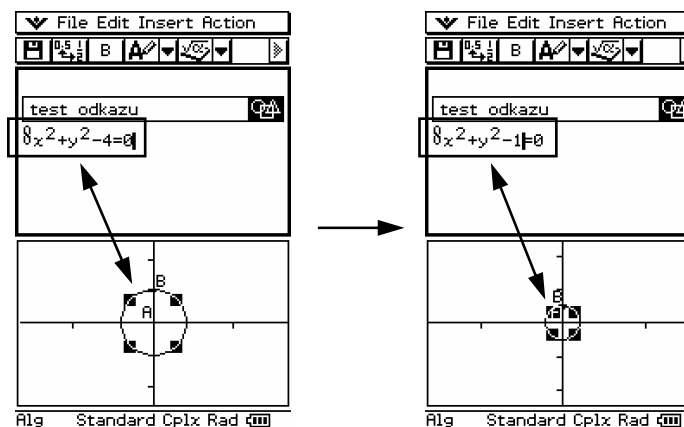 File Edit Insert Action
B
test odkazu
x²+y²-4=0
B
A
Alg Standard Cplx Rad
File Edit Insert Action
B
test odkazu
x²+y²-1=0
B
Alg Standard Cplx Rad